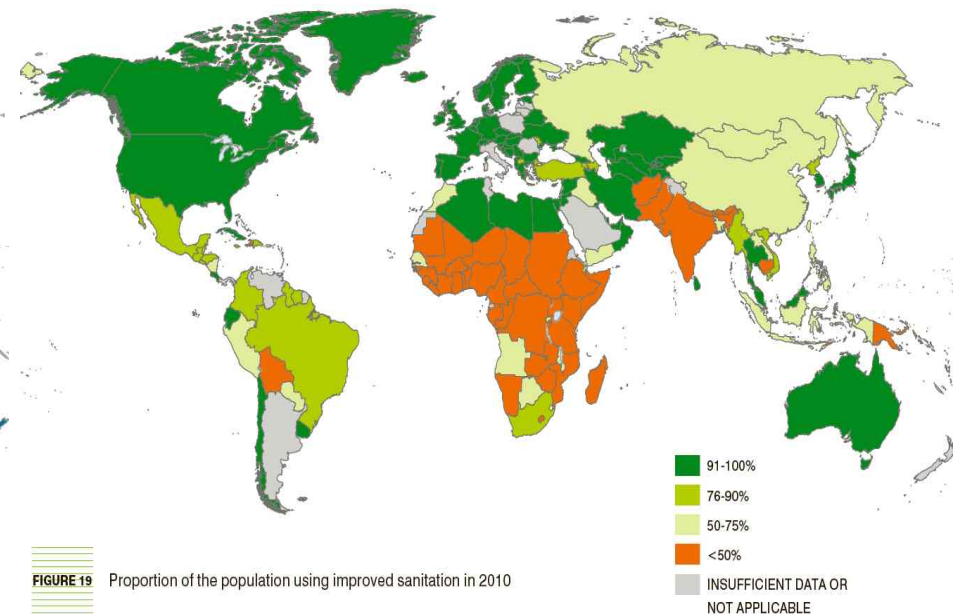 91-100%
76-90%
50-75%
<50%
INSUFFICIENT DATA OR
NOT APPLICABLE
FIGURE 19 Proportion of the population using improved sanitation in 2010